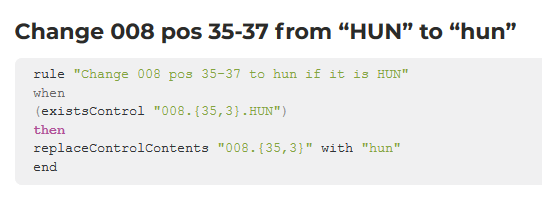 Change 008 pos 35-37 from “HUN” to “hun”
rule "Change 008 pos 35-37 to hun if it is HUN"
when
(existsControl "008.{35,3}.HUN")
then
replaceControlContents "008.{35,3}" with "hun"
end